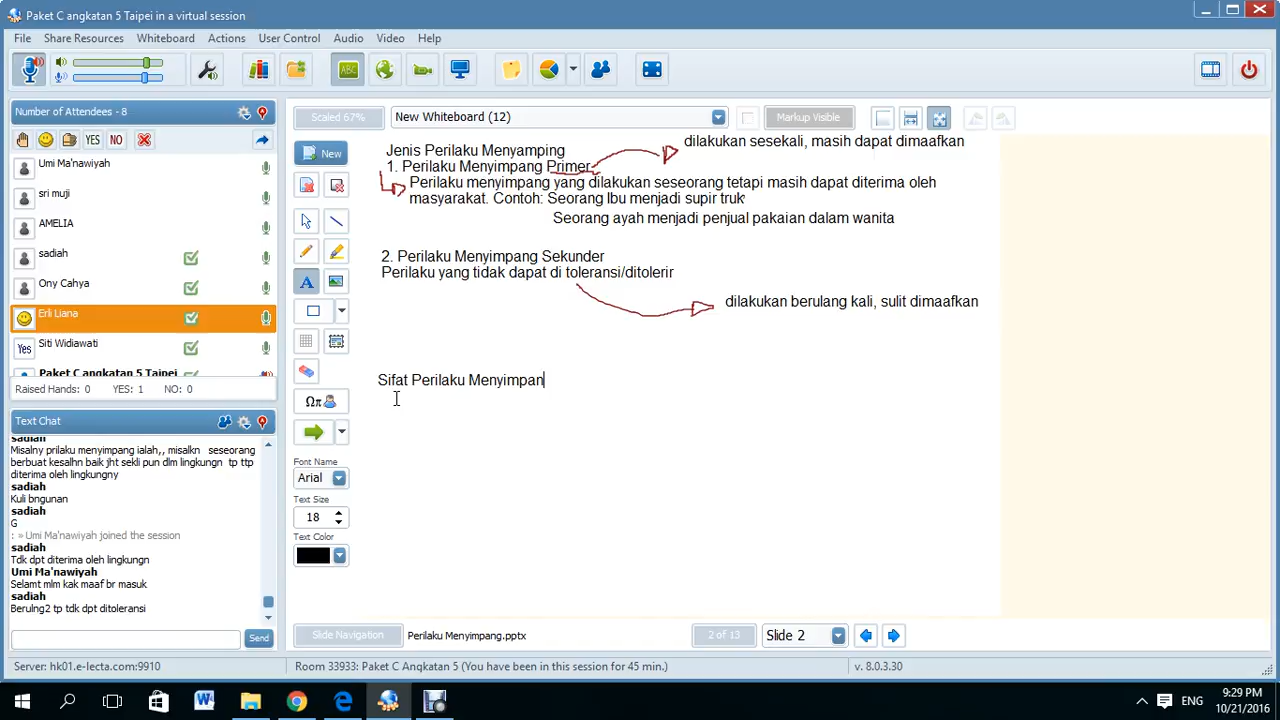 Paket C angkatan 5 Taipei in a virtual session
File Share Resources Whiteboard Actions User Control Audio Video Help
ABC
Number of Attendees - 8
YES NO
Umi Ma'nawiyah
sri muji
AMELIA
sadiah
Ony Cahya
Erli Liana
Yes Siti Widiawati
Paket C angkatan 5 Taipei
Raised Hands: 0 YES: 1 NO: 0
Text Chat
sadiah
Misalny prilaku menyimpang ialah,, misalkn seseorang
berbuat kesalhn baik jht sekli pun dlm lingkungn tp ttp
diterima oleh lingkungny
sadiah
Kuli bngunan
sadiah
G
: » Umi Ma'nawiyah joined the session
sadiah
Tdk dpt diterima oleh lingkungn
Umi Ma'nawiyah
Selamt mlm kak maaf br masuk
sadiah
Berulng2 tp tdk dpt ditoleransi
Send
Scaled 67% New Whiteboard (12) Markup Visible
New
A
Ωπ
Font Name
Arial
Text Size
18
Text Color
dilakukan sesekali, masih dapat dimaafkan
Jenis Perilaku Menyamping
1. Perilaku Menyimpang Primer
Perilaku menyimpang yang dilakukan seseorang tetapi masih dapat diterima oleh
masyarakat. Contoh: Seorang Ibu menjadi supir truk
Seorang ayah menjadi penjual pakaian dalam wanita
2. Perilaku Menyimpang Sekunder
Perilaku yang tidak dapat di toleransi/ditolerir
dilakukan berulang kali, sulit dimaafkan
Sifat Perilaku Menyimpan
Slide Navigation Perilaku Menyimpang.pptx 2 of 13 Slide 2
Server: hk01.e-lecta.com:9910 Room 33933: Paket C Angkatan 5 (You have been in this session for 45 min.) v. 8.0.3.30
ENG
9:29 PM
10/21/2016